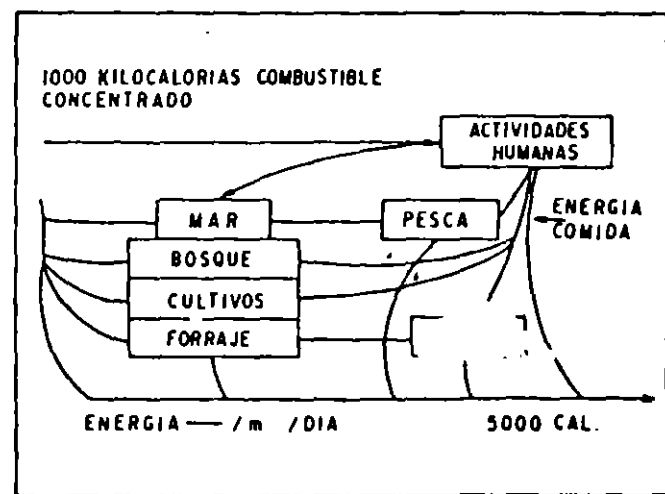 1000 KILOCALORIAS COMBUSTIBLE
CONCENTRADO
ACTIVIDADES
HUMANAS
MAR
PESCA
ENERGIA
COMIDA
BOSQUE
CULTIVOS
FORRAJE
ENERGIA — /m /DIA
5000 CAL.